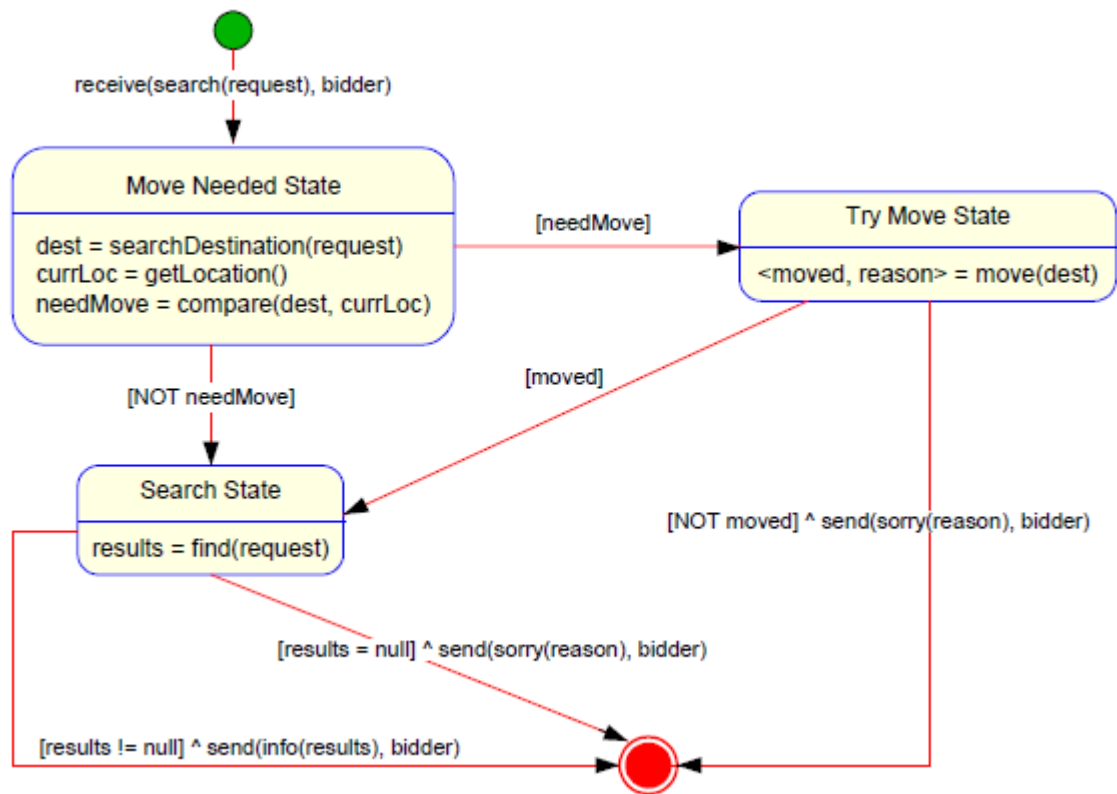 receive(search(request), bidder)
Move Needed State
dest = searchDestination(request)
currLoc = getLocation()
needMove = compare(dest, currLoc)
[needMove]
Try Move State
<moved, reason> = move(dest)
[NOT needMove]
[moved]
Search State
results = find(request)
[NOT moved] ^ send(sorry(reason), bidder)
[results = null] ^ send(sorry(reason), bidder)
[results != null] ^ send(info(results), bidder)